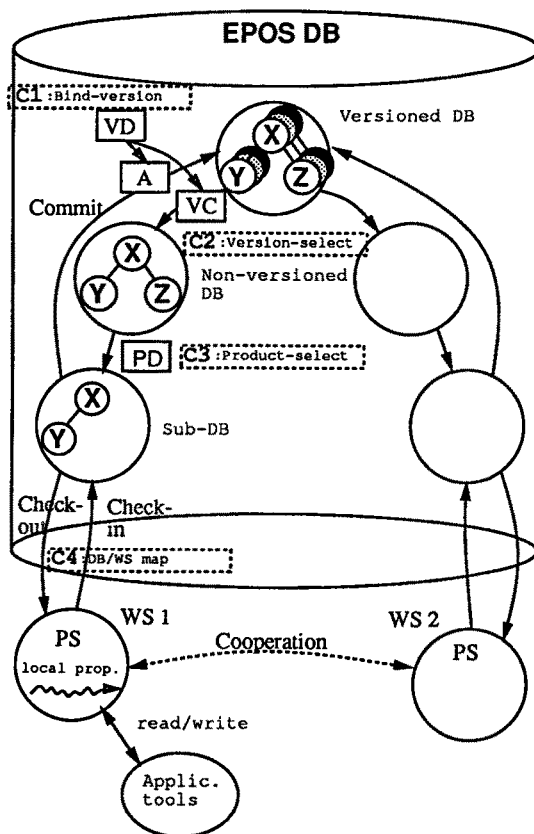 EPOS DB
C1 :Bind-version
VD
Versioned DB
X
A
Y
Z
VC
Commit
C2 :Version-select
X
Non-versioned
DB
Y
Z
PD
C3 :Product-select
X
Y
Sub-DB
Check-
out
Check-
in
C4 :DB/WS map
WS 1
WS 2
PS
PS
Cooperation
local prop.
read/write
Applic.
tools